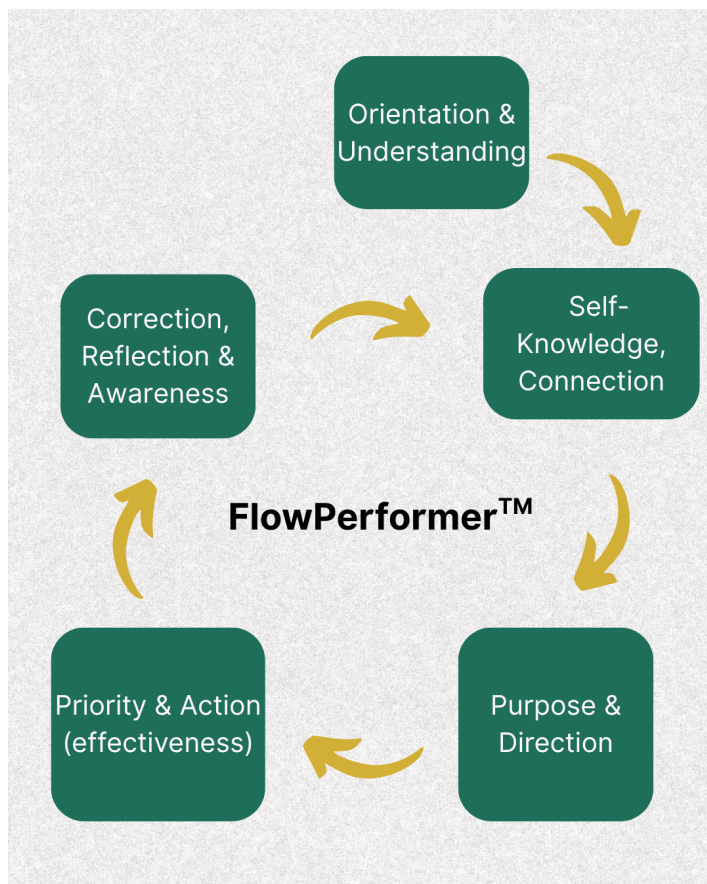 Orientation &
Understanding
Self-
Knowledge,
Connection
Correction,
Reflection &
Awareness
FlowPerformer™
Priority & Action
(effectiveness)
Purpose &
Direction